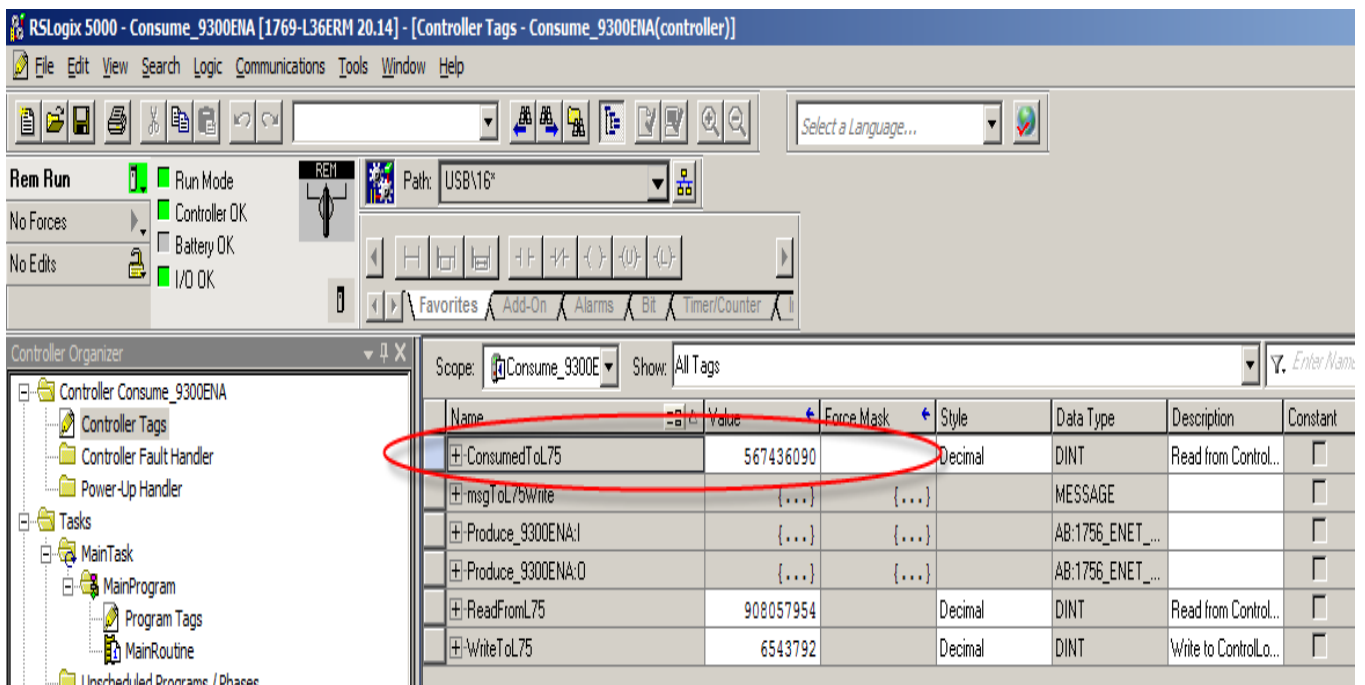 RSLogix 5000 - Consume_9300ENA [1769-L36ERM 20.14] - [Controller Tags - Consume_9300ENA(controller)]
File Edit View Search Logic Communications Tools Window Help
Select a Language...
Rem Run
No Forces
No Edits
Run Mode
Controller OK
Battery OK
I/O OK
REM
Path: USB\16*
Favorites Add-On Alarms Bit Timer/Counter
Controller Organizer
Controller Consume_9300ENA
Controller Tags
Controller Fault Handler
Power-Up Handler
Tasks
MainTask
MainProgram
Program Tags
MainRoutine
Unscheduled Programs / Phases
Scope: Consume_9300E Show: All Tags Enter Name
Name Value Force Mask Style Data Type Description Constant
ConsumedToL75 567436090 Decimal DINT Read from Control...
msgToL75Write {...} {...} MESSAGE
Produce_9300ENA:I {...} {...} AB:1756_ENET_...
Produce_9300ENA:O {...} {...} AB:1756_ENET_...
ReadFromL75 908057954 Decimal DINT Read from Control...
WriteToL75 6543792 Decimal DINT Write to ControlLo...